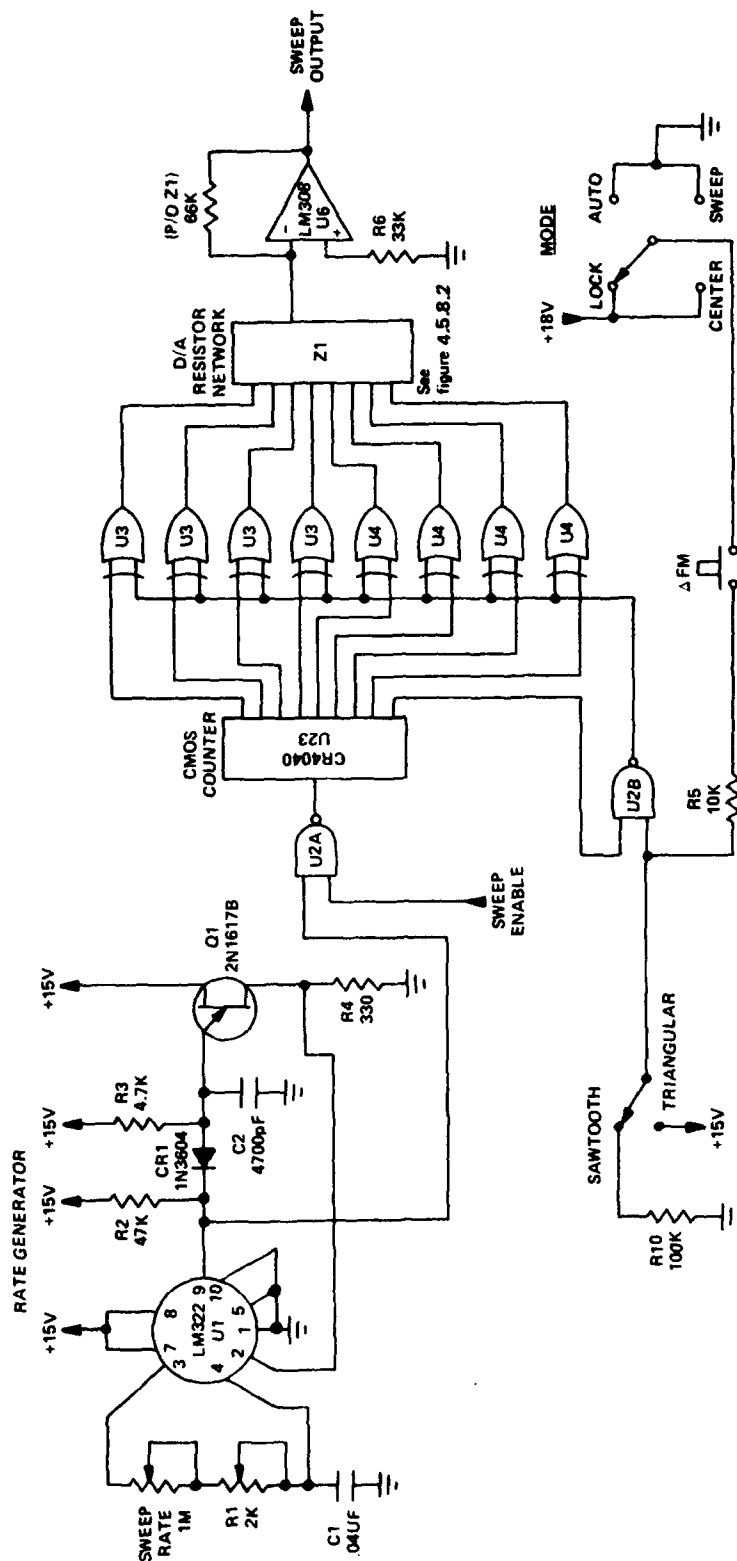 RATE GENERATOR
+15V
+15V
+15V
+15V
SWEEP
RATE
1M
R1
2K
C1
.04UF
3
7
8
4
LM322
9
U1
10
2
1
5
R2
47K
CR1
1N3604
R3
4.7K
C2
4700pF
Q1
2N1617B
R4
330
SWEEP
ENABLE
U2A
CMOS
COUNTER
CR4040
U23
U3
U3
U3
U3
U4
U4
U4
U4
D/A
RESISTOR
NETWORK
Z1
See
figure 4.5.8.2
(P/O Z1)
66K
-
LM308
U6
+
R6
33K
SWEEP
OUTPUT
SAWTOOTH
TRIANGULAR
R10
100K
+15V
U2B
R5
10K
Δ FM
+18V
MODE
LOCK
AUTO
CENTER
SWEEP